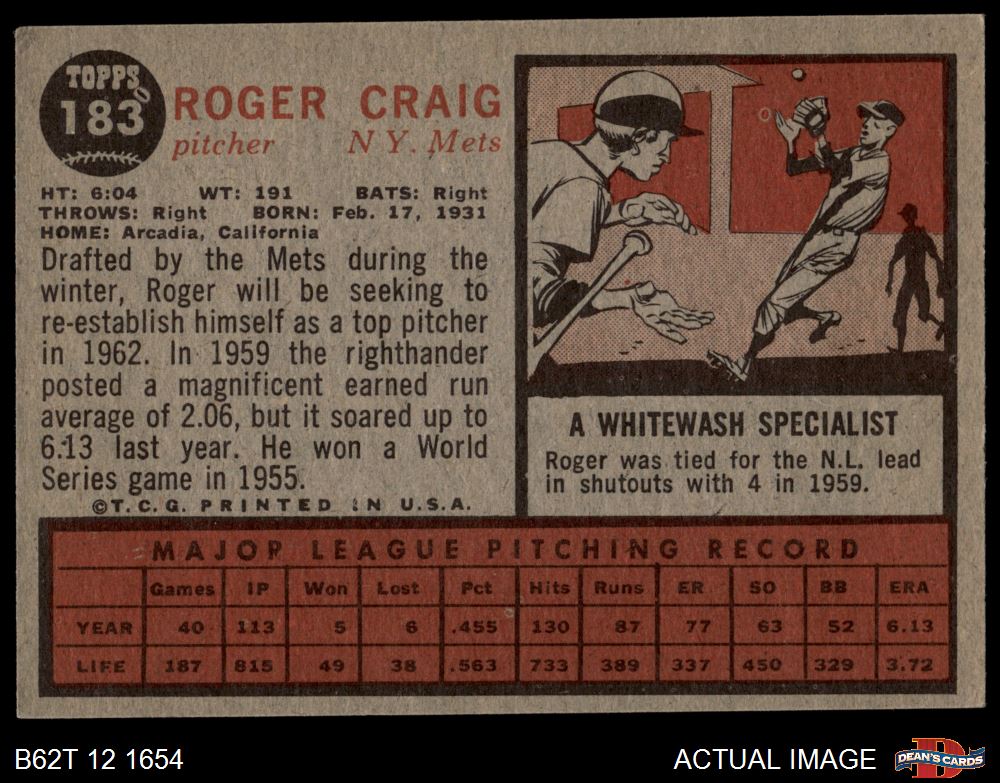 TOPPS
183
ROGER CRAIG
pitcher N Y. Mets
HT: 6:04 WT: 191 BATS: Right
THROWS: Right BORN: Feb. 17, 1931
HOME: Arcadia, California
Drafted by the Mets during the
winter, Roger will be seeking to
re-establish himself as a top pitcher
in 1962. In 1959 the righthander
posted a magnificent earned run
average of 2.06, but it soared up to
6.13 last year. He won a World
Series game in 1955.
©T.C.G. PRINTED IN U.S.A.
A WHITEWASH SPECIALIST
Roger was tied for the N.L. lead
in shutouts with 4 in 1959.
MAJOR LEAGUE PITCHING RECORD
Games IP Won Lost Pct Hits Runs ER SO BB ERA
YEAR 40 113 5 6 .455 130 87 77 63 52 6.13
LIFE 187 815 49 38 .563 733 389 337 450 329 3.72
B62T 12 1654
ACTUAL IMAGE
D
DEAN'S CARDS